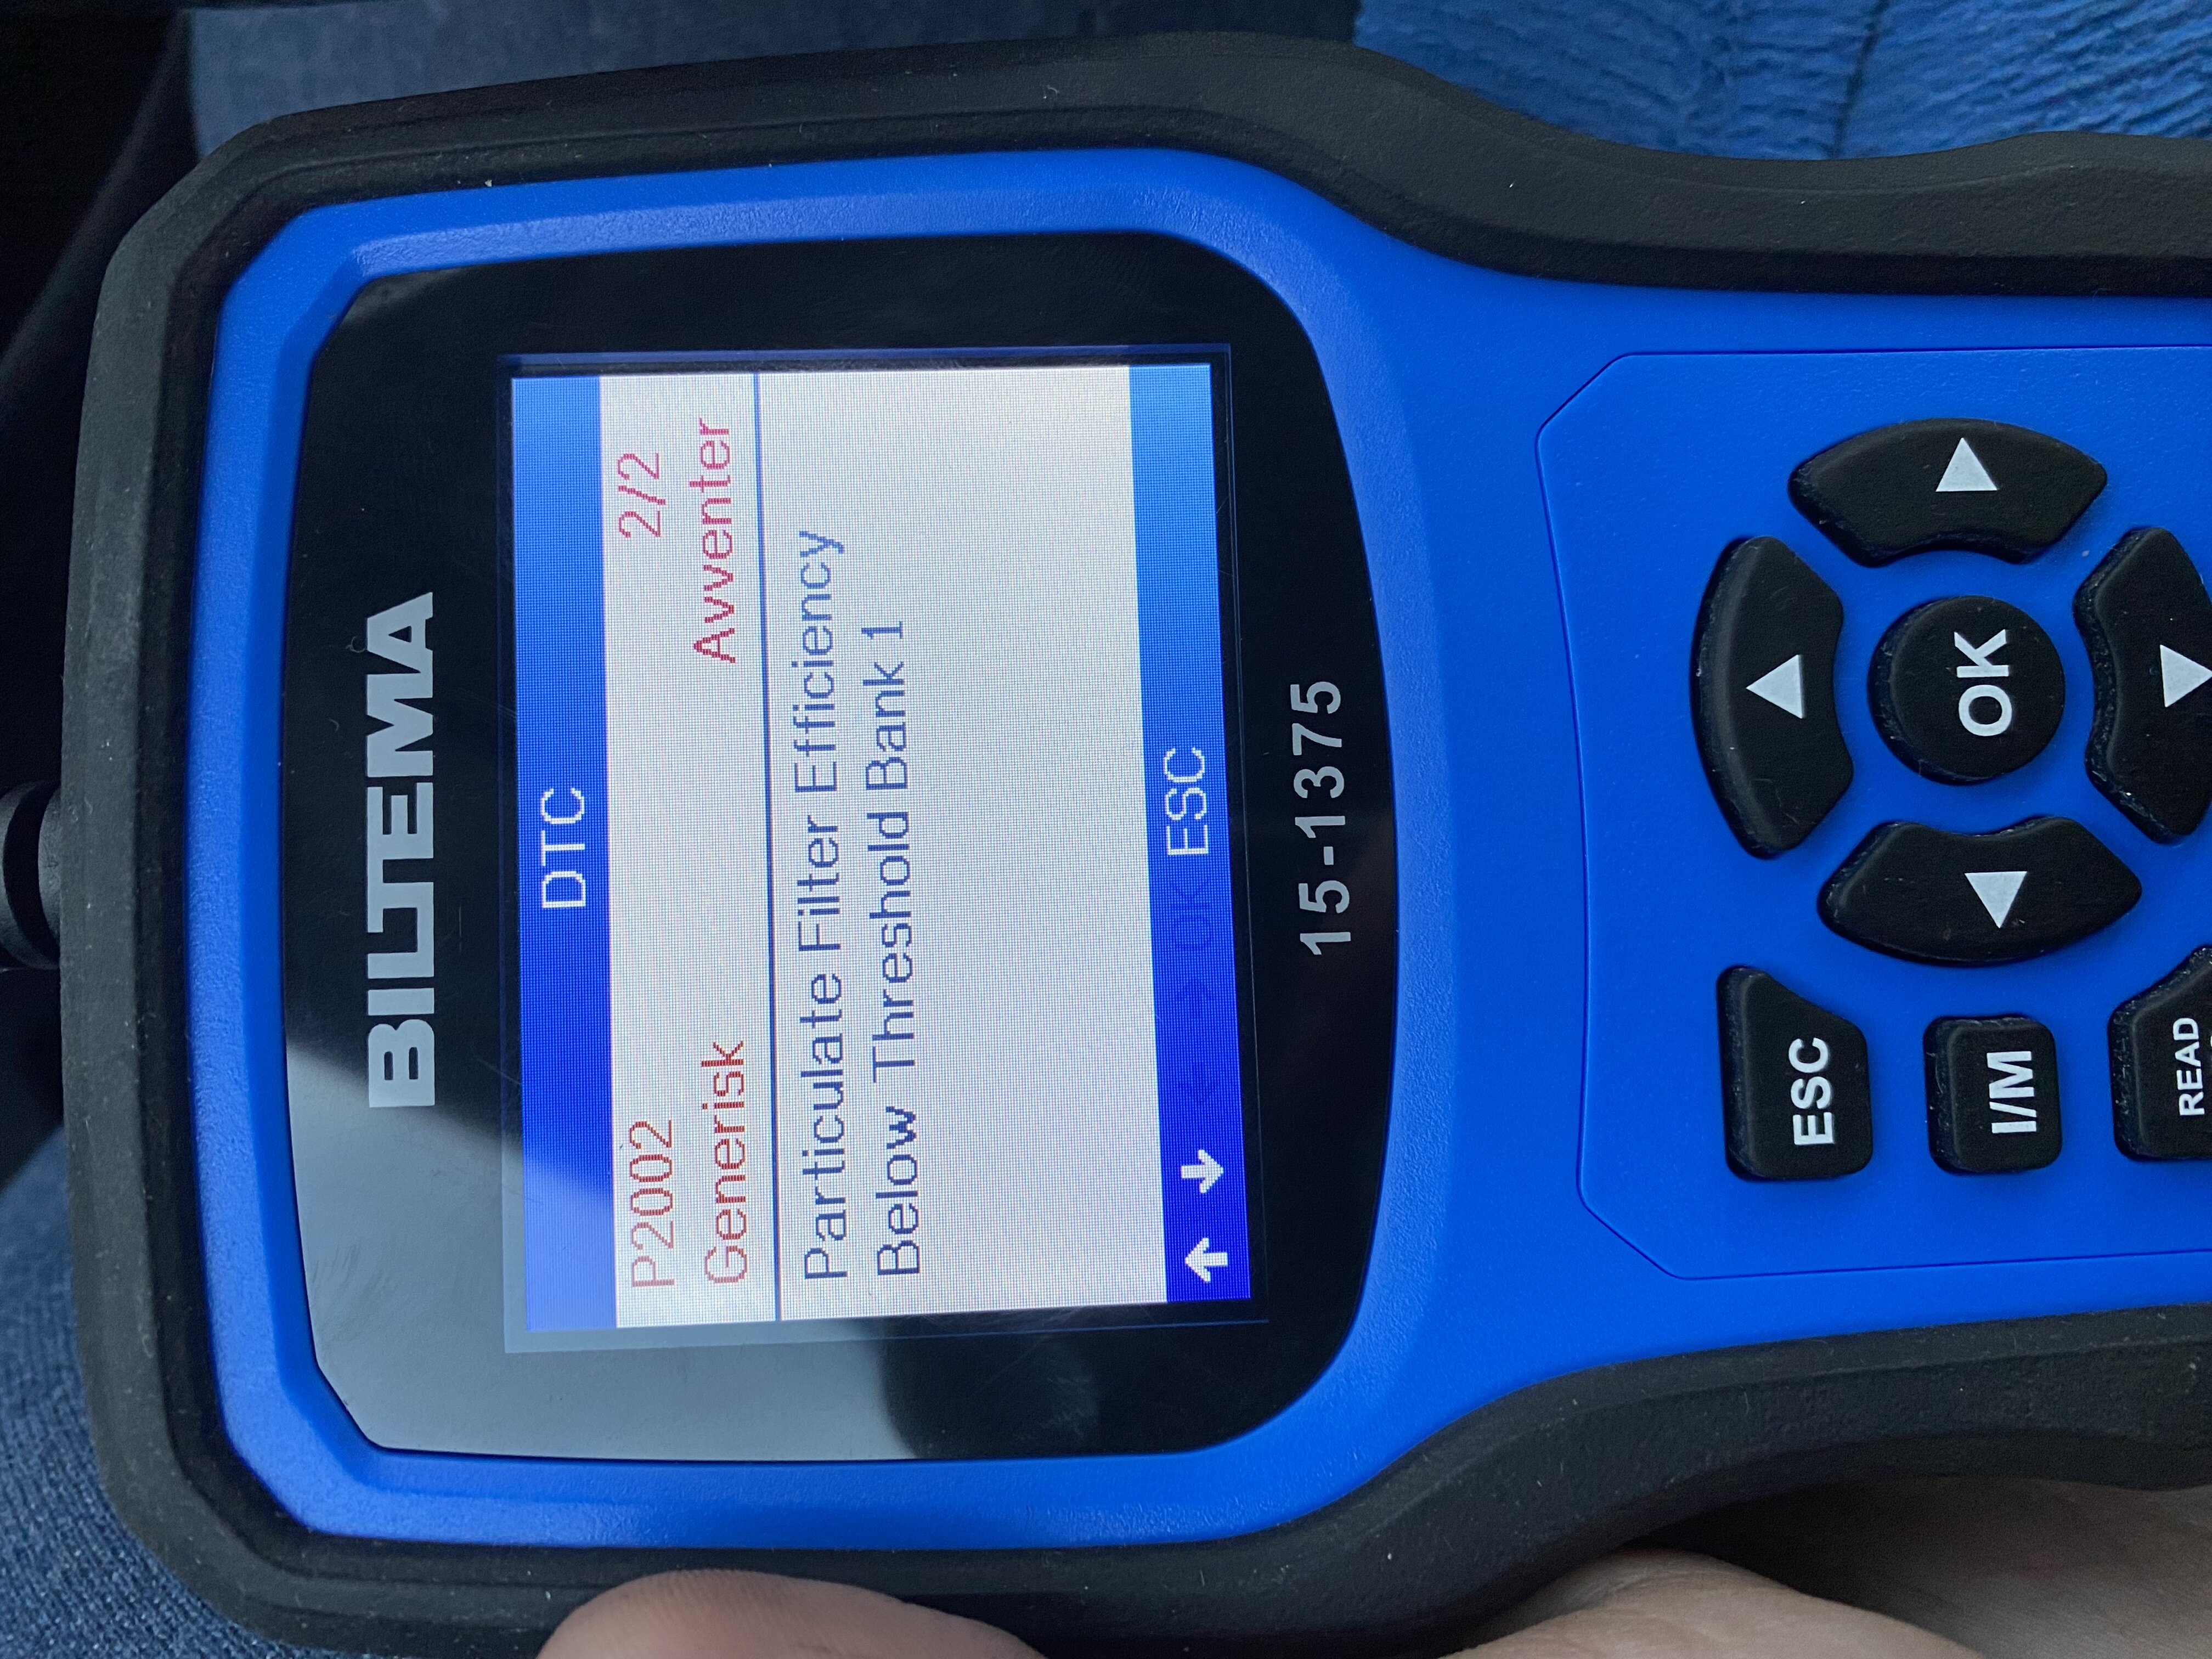 BILTEMA
DTC
P2002 2/2
Generisk Avventer
Particulate Filter Efficiency
Below Threshold Bank 1
< > OK ESC
15-1375
ESC
OK
I/M
READ